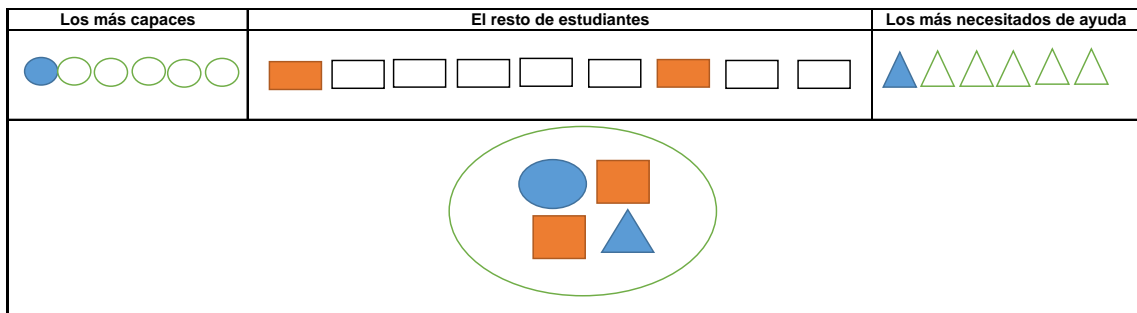 Los más capaces
El resto de estudiantes
Los más necesitados de ayuda